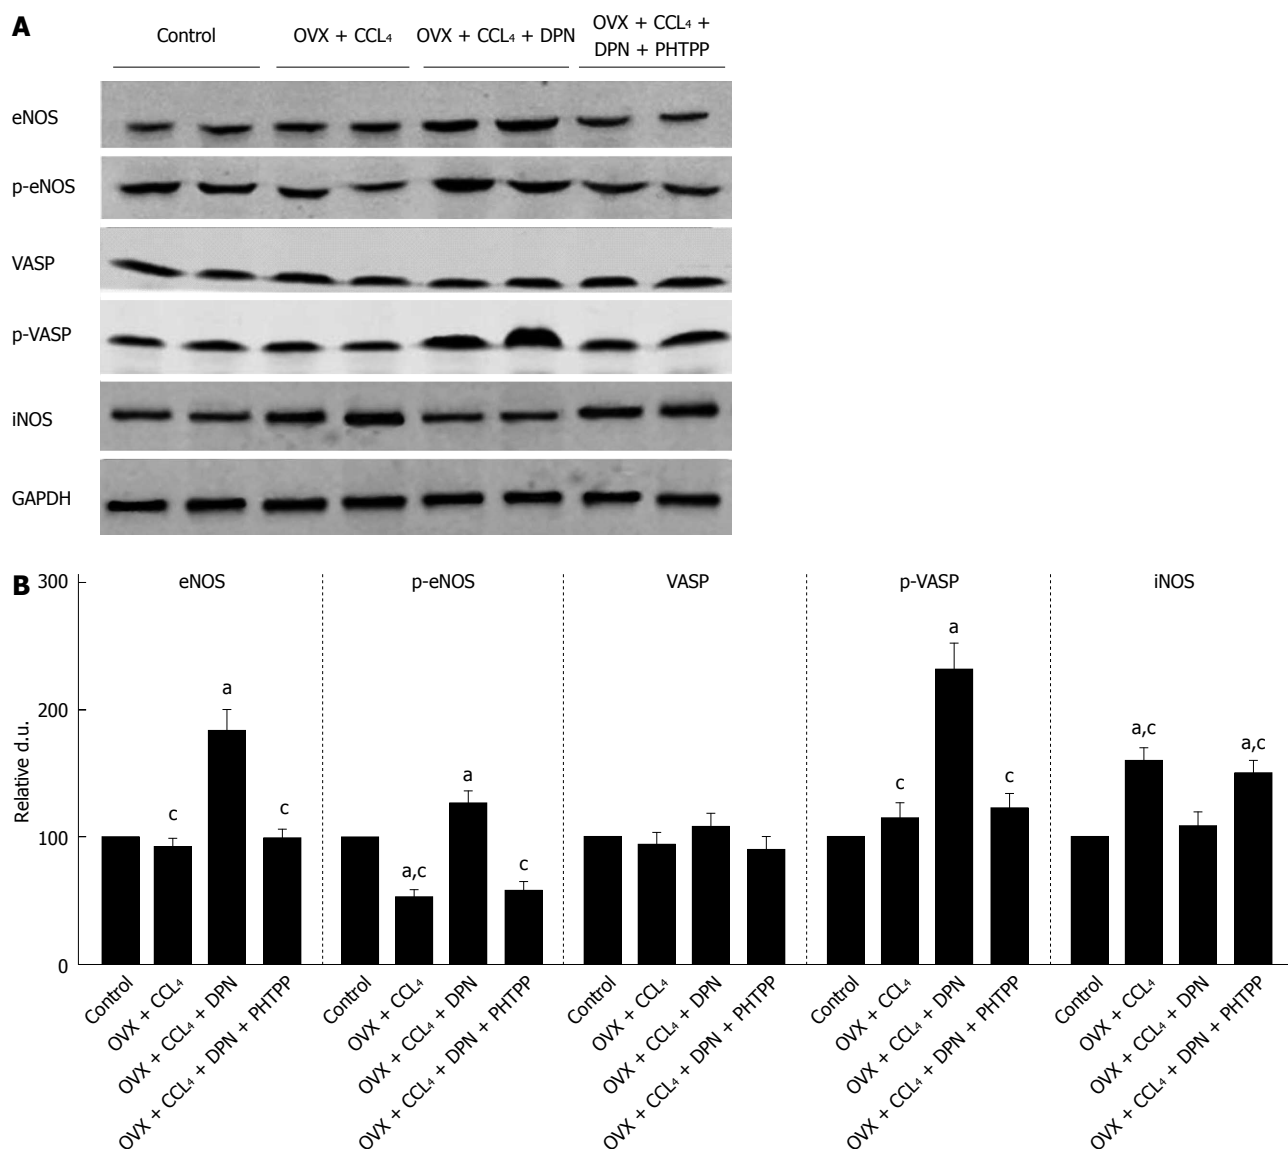 A
Control
OVX + CCL₄
OVX + CCL₄ + DPN
OVX + CCL₄ +
DPN + PHTPP
eNOS
p-eNOS
VASP
p-VASP
iNOS
GAPDH
B
eNOS
p-eNOS
VASP
p-VASP
iNOS
Relative d.u.
300
200
100
0
c
a
c
a,c
a
c
c
a
c
a,c
a,c
Control
OVX + CCL₄
OVX + CCL₄ + DPN
OVX + CCL₄ + DPN + PHTPP
Control
OVX + CCL₄
OVX + CCL₄ + DPN
OVX + CCL₄ + DPN + PHTPP
Control
OVX + CCL₄
OVX + CCL₄ + DPN
OVX + CCL₄ + DPN + PHTPP
Control
OVX + CCL₄
OVX + CCL₄ + DPN
OVX + CCL₄ + DPN + PHTPP
Control
OVX + CCL₄
OVX + CCL₄ + DPN
OVX + CCL₄ + DPN + PHTPP